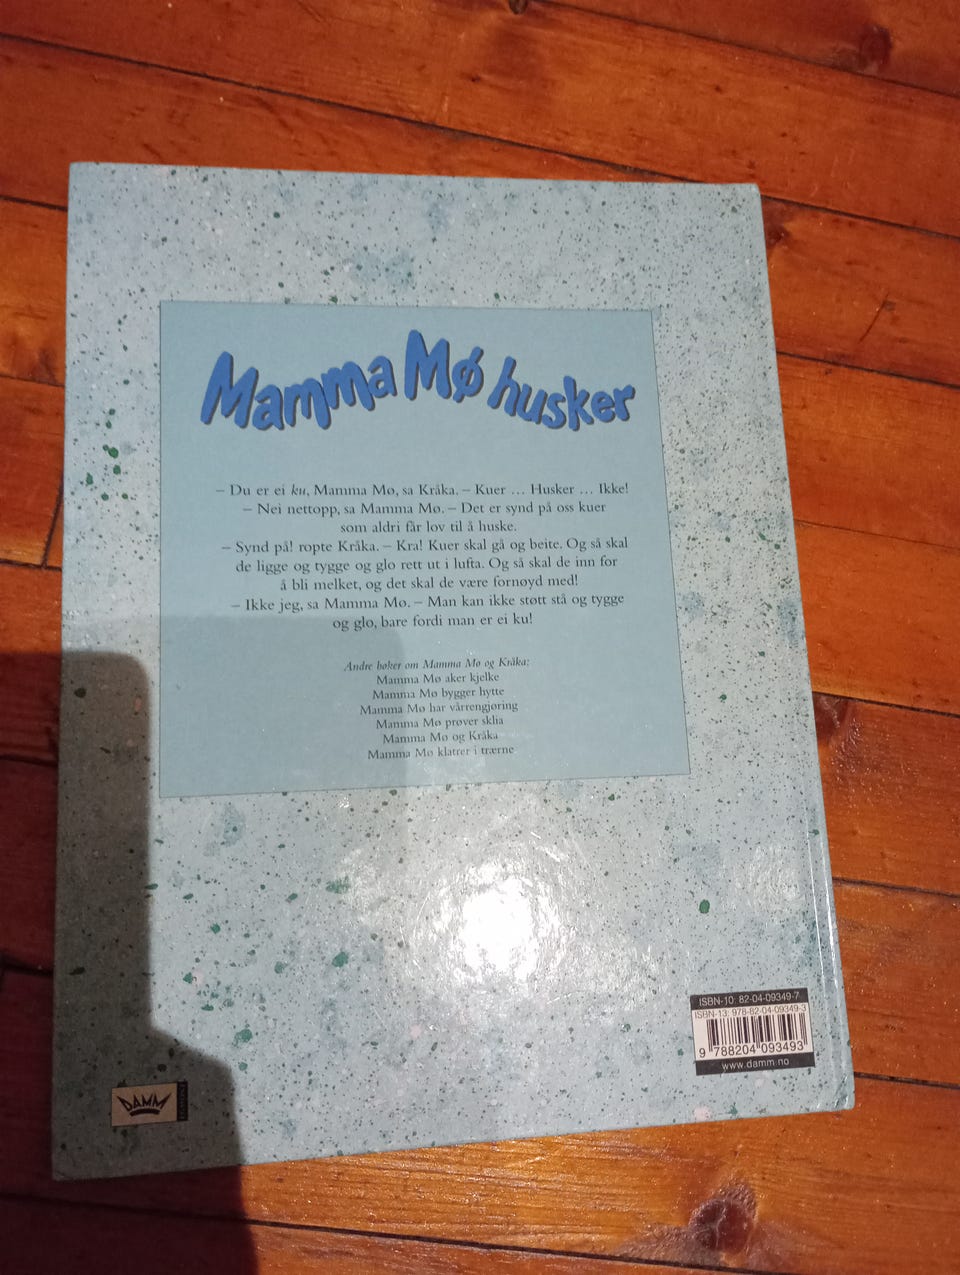 Mamma Mø husker
– Du er ei ku, Mamma Mø, sa Kråka. – Kuer ... Husker ... Ikke!
– Nei nettopp, sa Mamma Mø. – Det er synd på oss kuer
som aldri får lov til å huske.
– Synd på! ropte Kråka. – Kra! Kuer skal gå og beite. Og så skal
de ligge og tygge og glo rett ut i lufta. Og så skal de inn for
å bli melket, og det skal de være fornøyd med!
– Ikke jeg, sa Mamma Mø. – Man kan ikke støtt stå og tygge
og glo, bare fordi man er ei ku!
Andre bøker om Mamma Mø og Kråka:
Mamma Mø aker kjelke
Mamma Mø bygger hytte
Mamma Mø har vårrengjøring
Mamma Mø prøver sklia
Mamma Mø og Kråka
Mamma Mø klatrer i trærne
ISBN-10: 82-04-09349-7
ISBN-13: 978-82-04-09349-3
9 788204 093493
www.damm.no
DAMM